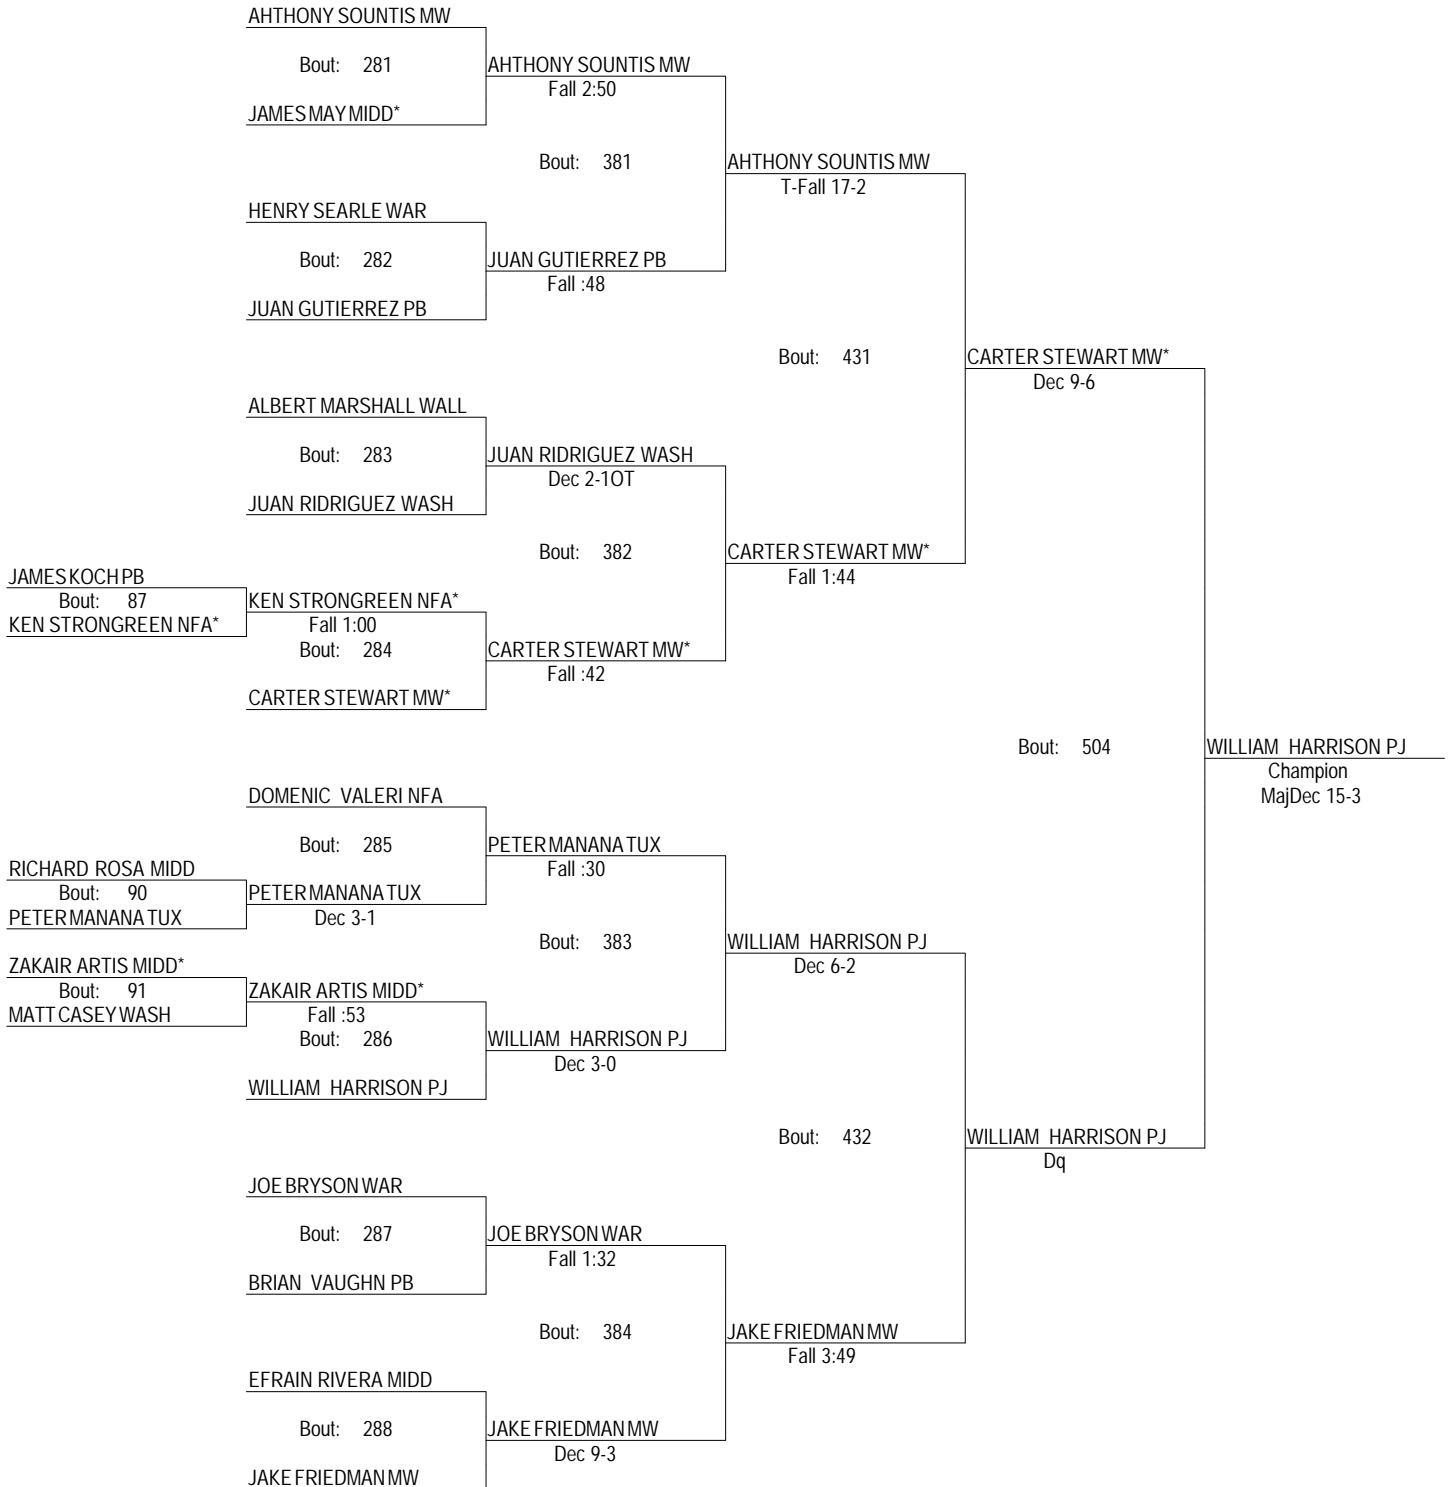 AHTHONY SOUNTIS MW
Bout: 281
AHTHONY SOUNTIS MW
Fall 2:50
JAMES MAY MIDD*
Bout: 381
AHTHONY SOUNTIS MW
T-Fall 17-2
HENRY SEARLE WAR
Bout: 282
JUAN GUTIERREZ PB
Fall :48
JUAN GUTIERREZ PB
Bout: 431
CARTER STEWART MW*
Dec 9-6
ALBERT MARSHALL WALL
Bout: 283
JUAN RIDRIGUEZ WASH
Dec 2-1OT
JUAN RIDRIGUEZ WASH
Bout: 382
CARTER STEWART MW*
Fall 1:44
JAMES KOCH PB
Bout: 87
KEN STRONGREEN NFA*
KEN STRONGREEN NFA*
Fall 1:00
Bout: 284
CARTER STEWART MW*
Fall :42
CARTER STEWART MW*
Bout: 504
WILLIAM HARRISON PJ
Champion
MajDec 15-3
DOMENIC VALERI NFA
Bout: 285
PETER MANANA TUX
Fall :30
RICHARD ROSA MIDD
Bout: 90
PETER MANANA TUX
PETER MANANA TUX
Dec 3-1
Bout: 383
WILLIAM HARRISON PJ
Dec 6-2
ZAKAIR ARTIS MIDD*
Bout: 91
MATT CASEY WASH
ZAKAIR ARTIS MIDD*
Fall :53
Bout: 286
WILLIAM HARRISON PJ
Dec 3-0
WILLIAM HARRISON PJ
Bout: 432
WILLIAM HARRISON PJ
Dq
JOE BRYSON WAR
Bout: 287
JOE BRYSON WAR
Fall 1:32
BRIAN VAUGHN PB
Bout: 384
JAKE FRIEDMAN MW
Fall 3:49
EFRAIN RIVERA MIDD
Bout: 288
JAKE FRIEDMAN MW
Dec 9-3
JAKE FRIEDMAN MW